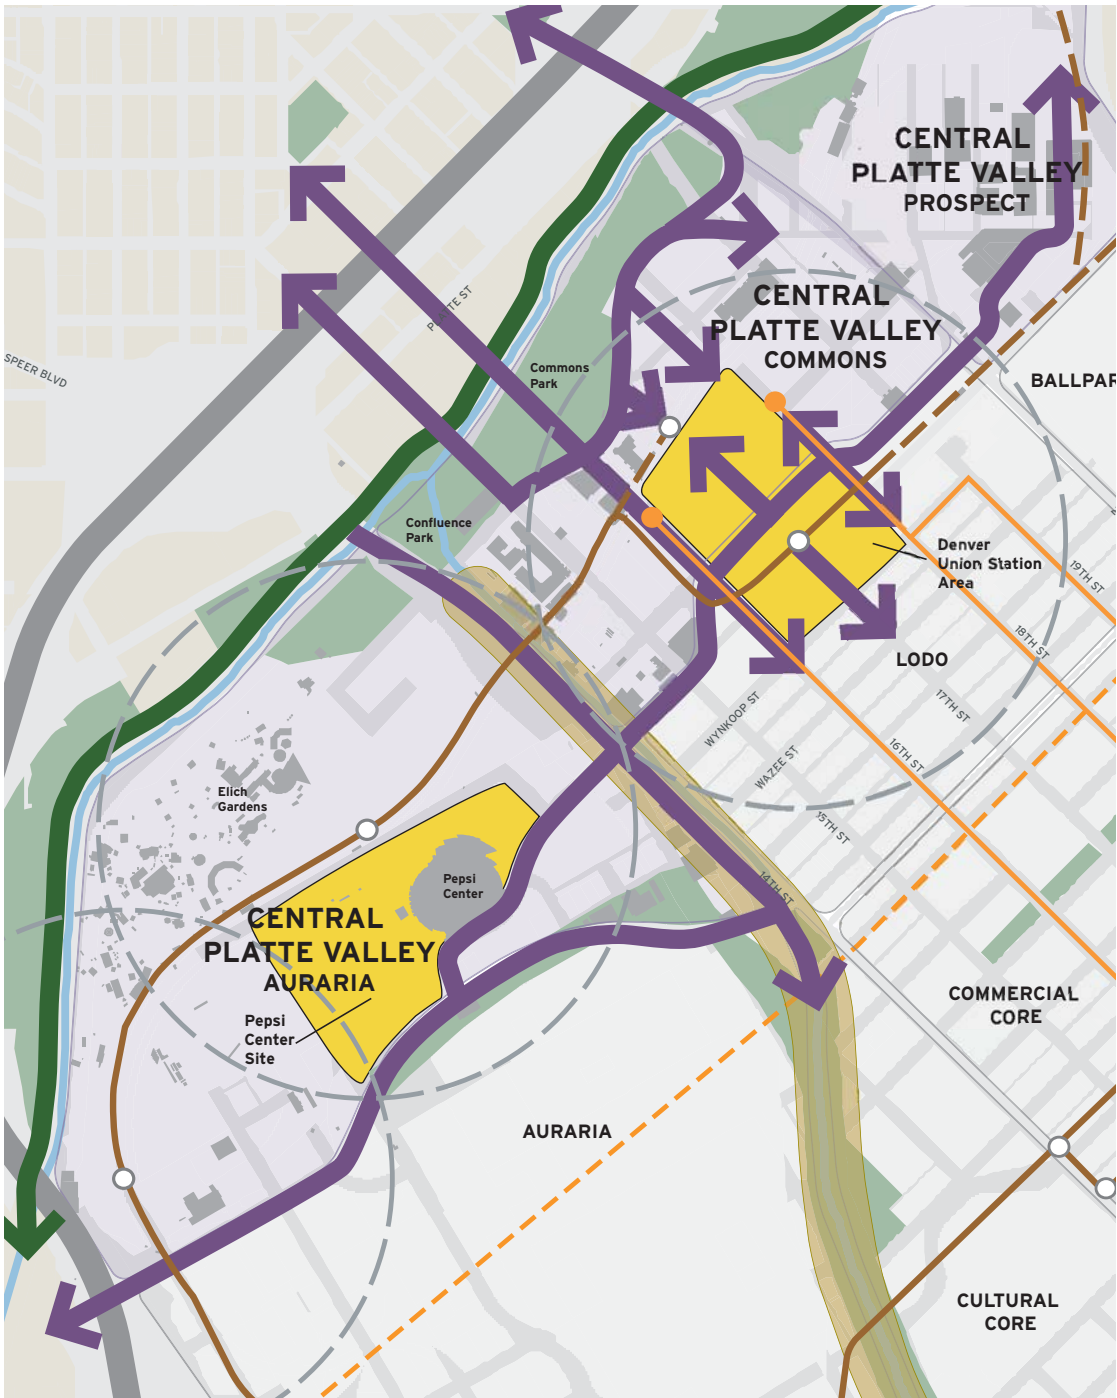 CENTRAL
PLATTE VALLEY
PROSPECT
CENTRAL
PLATTE VALLEY
COMMONS
PLATTE ST
SPEER BLVD
Commons
Park
BALLPAR
Confluence
Park
Denver
Union Station
Area
19TH ST
18TH ST
LODO
17TH ST
WYNKOOP ST
16TH ST
WAZEE ST
15TH ST
Elich
Gardens
Pepsi
Center
14TH ST
CENTRAL
PLATTE VALLEY
AURARIA
Pepsi
Center
Site
COMMERCIAL
CORE
AURARIA
CULTURAL
CORE